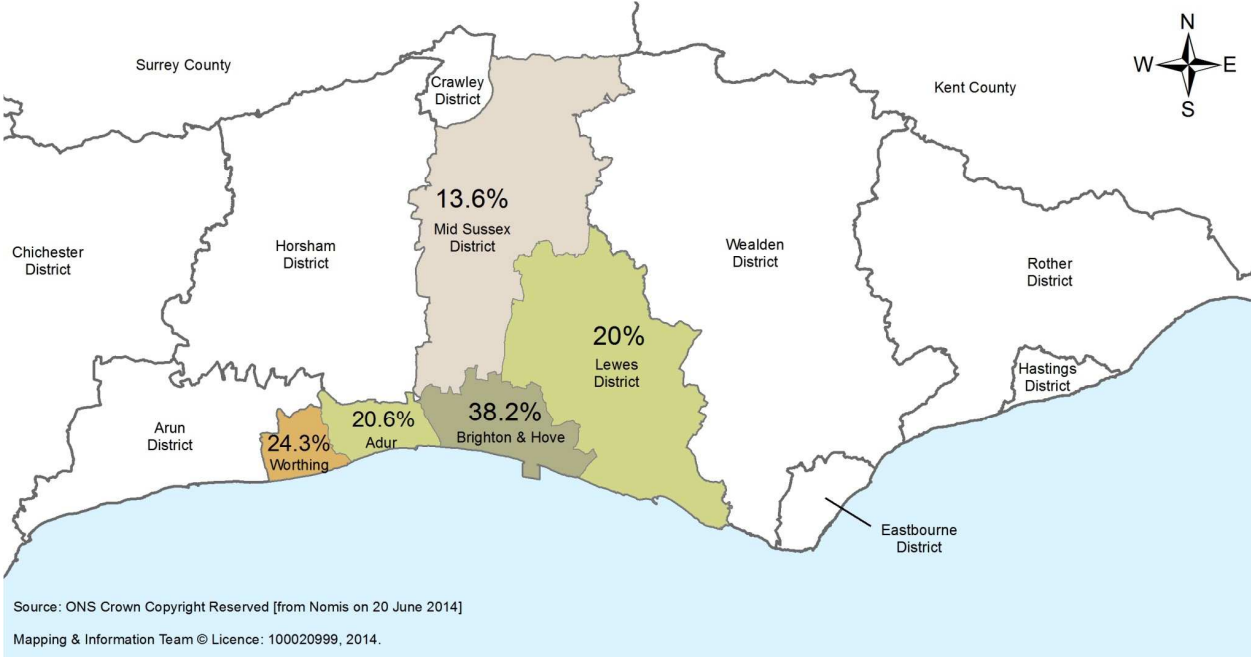 N
W
E
S
Surrey County
Crawley
District
Kent County
13.6%
Mid Sussex
District
Chichester
District
Horsham
District
Wealden
District
Rother
District
20%
Lewes
District
Hastings
District
Arun
District
24.3%
Worthing
20.6%
Adur
38.2%
Brighton & Hove
Eastbourne
District
Source: ONS Crown Copyright Reserved [from Nomis on 20 June 2014]
Mapping & Information Team © Licence: 100020999, 2014.